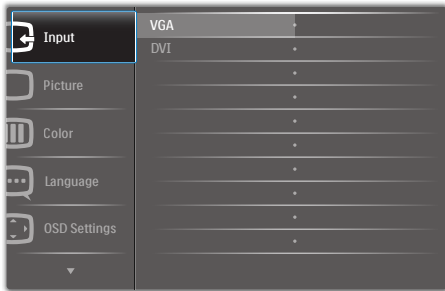 Input
VGA
DVI
Picture
Color
Language
OSD Settings